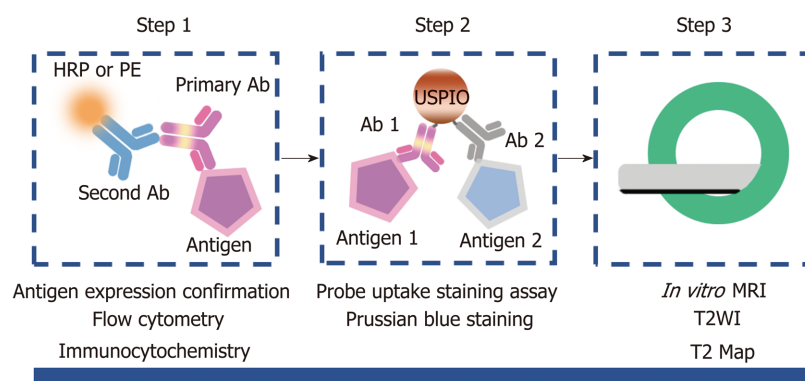 Step 1
Step 2
Step 3
HRP or PE
Primary Ab
Second Ab
Antigen
USPIO
Ab 1
Ab 2
Antigen 1
Antigen 2
Antigen expression confirmation
Flow cytometry
Immunocytochemistry
Probe uptake staining assay
Prussian blue staining
In vitro MRI
T2WI
T2 Map